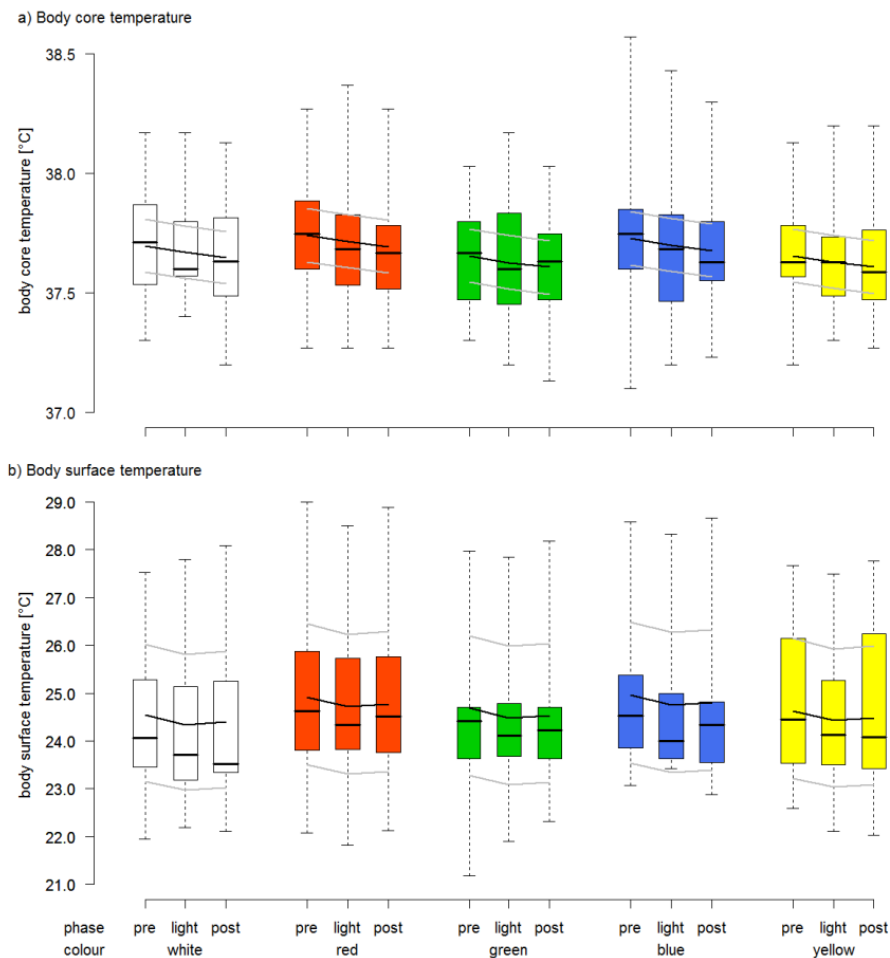 a) Body core temperature
body core temperature [°C]
38.5
38.0
37.5
37.0
b) Body surface temperature
body surface temperature [°C]
29.0
28.0
27.0
26.0
25.0
24.0
23.0
22.0
21.0
phase pre light post pre light post pre light post pre light post pre light post
colour white red green blue yellow